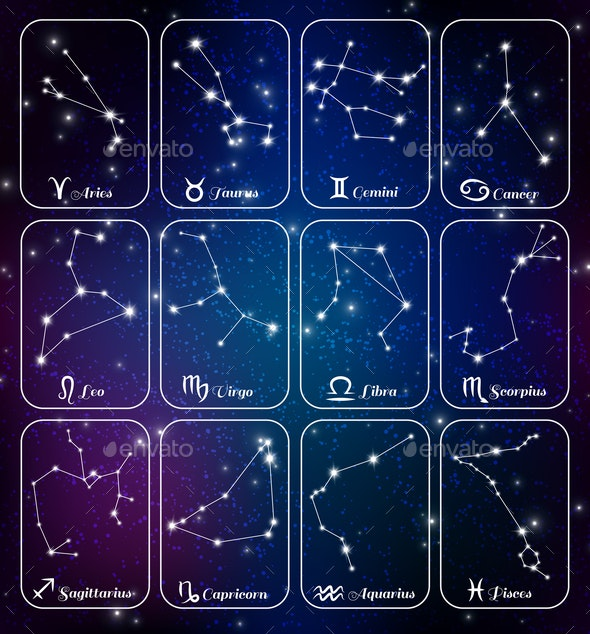 ♈ Aries
♉ Taurus
♊ Gemini
♋ Cancer
envato
envato
♌ Leo
♍ Virgo
♎ Libra
♏ Scorpius
envato
envato
♐ Sagittarius
♑ Capricorn
♒ Aquarius
♓ Pisces